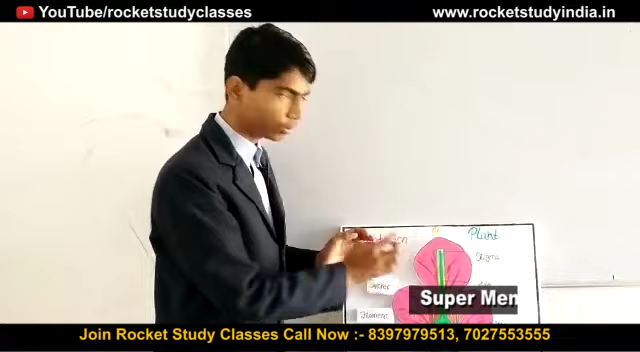 YouTube/rocketstudyclasses
www.rocketstudyindia.in
in
Plant
Stigma
Anther
Filament
Super Men
Join Rocket Study Classes Call Now :- 8397979513, 7027553555